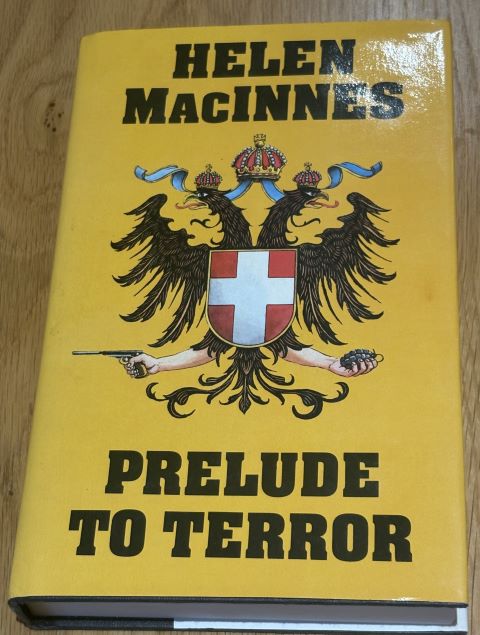 HELEN
MACINNES
PRELUDE
TO TERROR